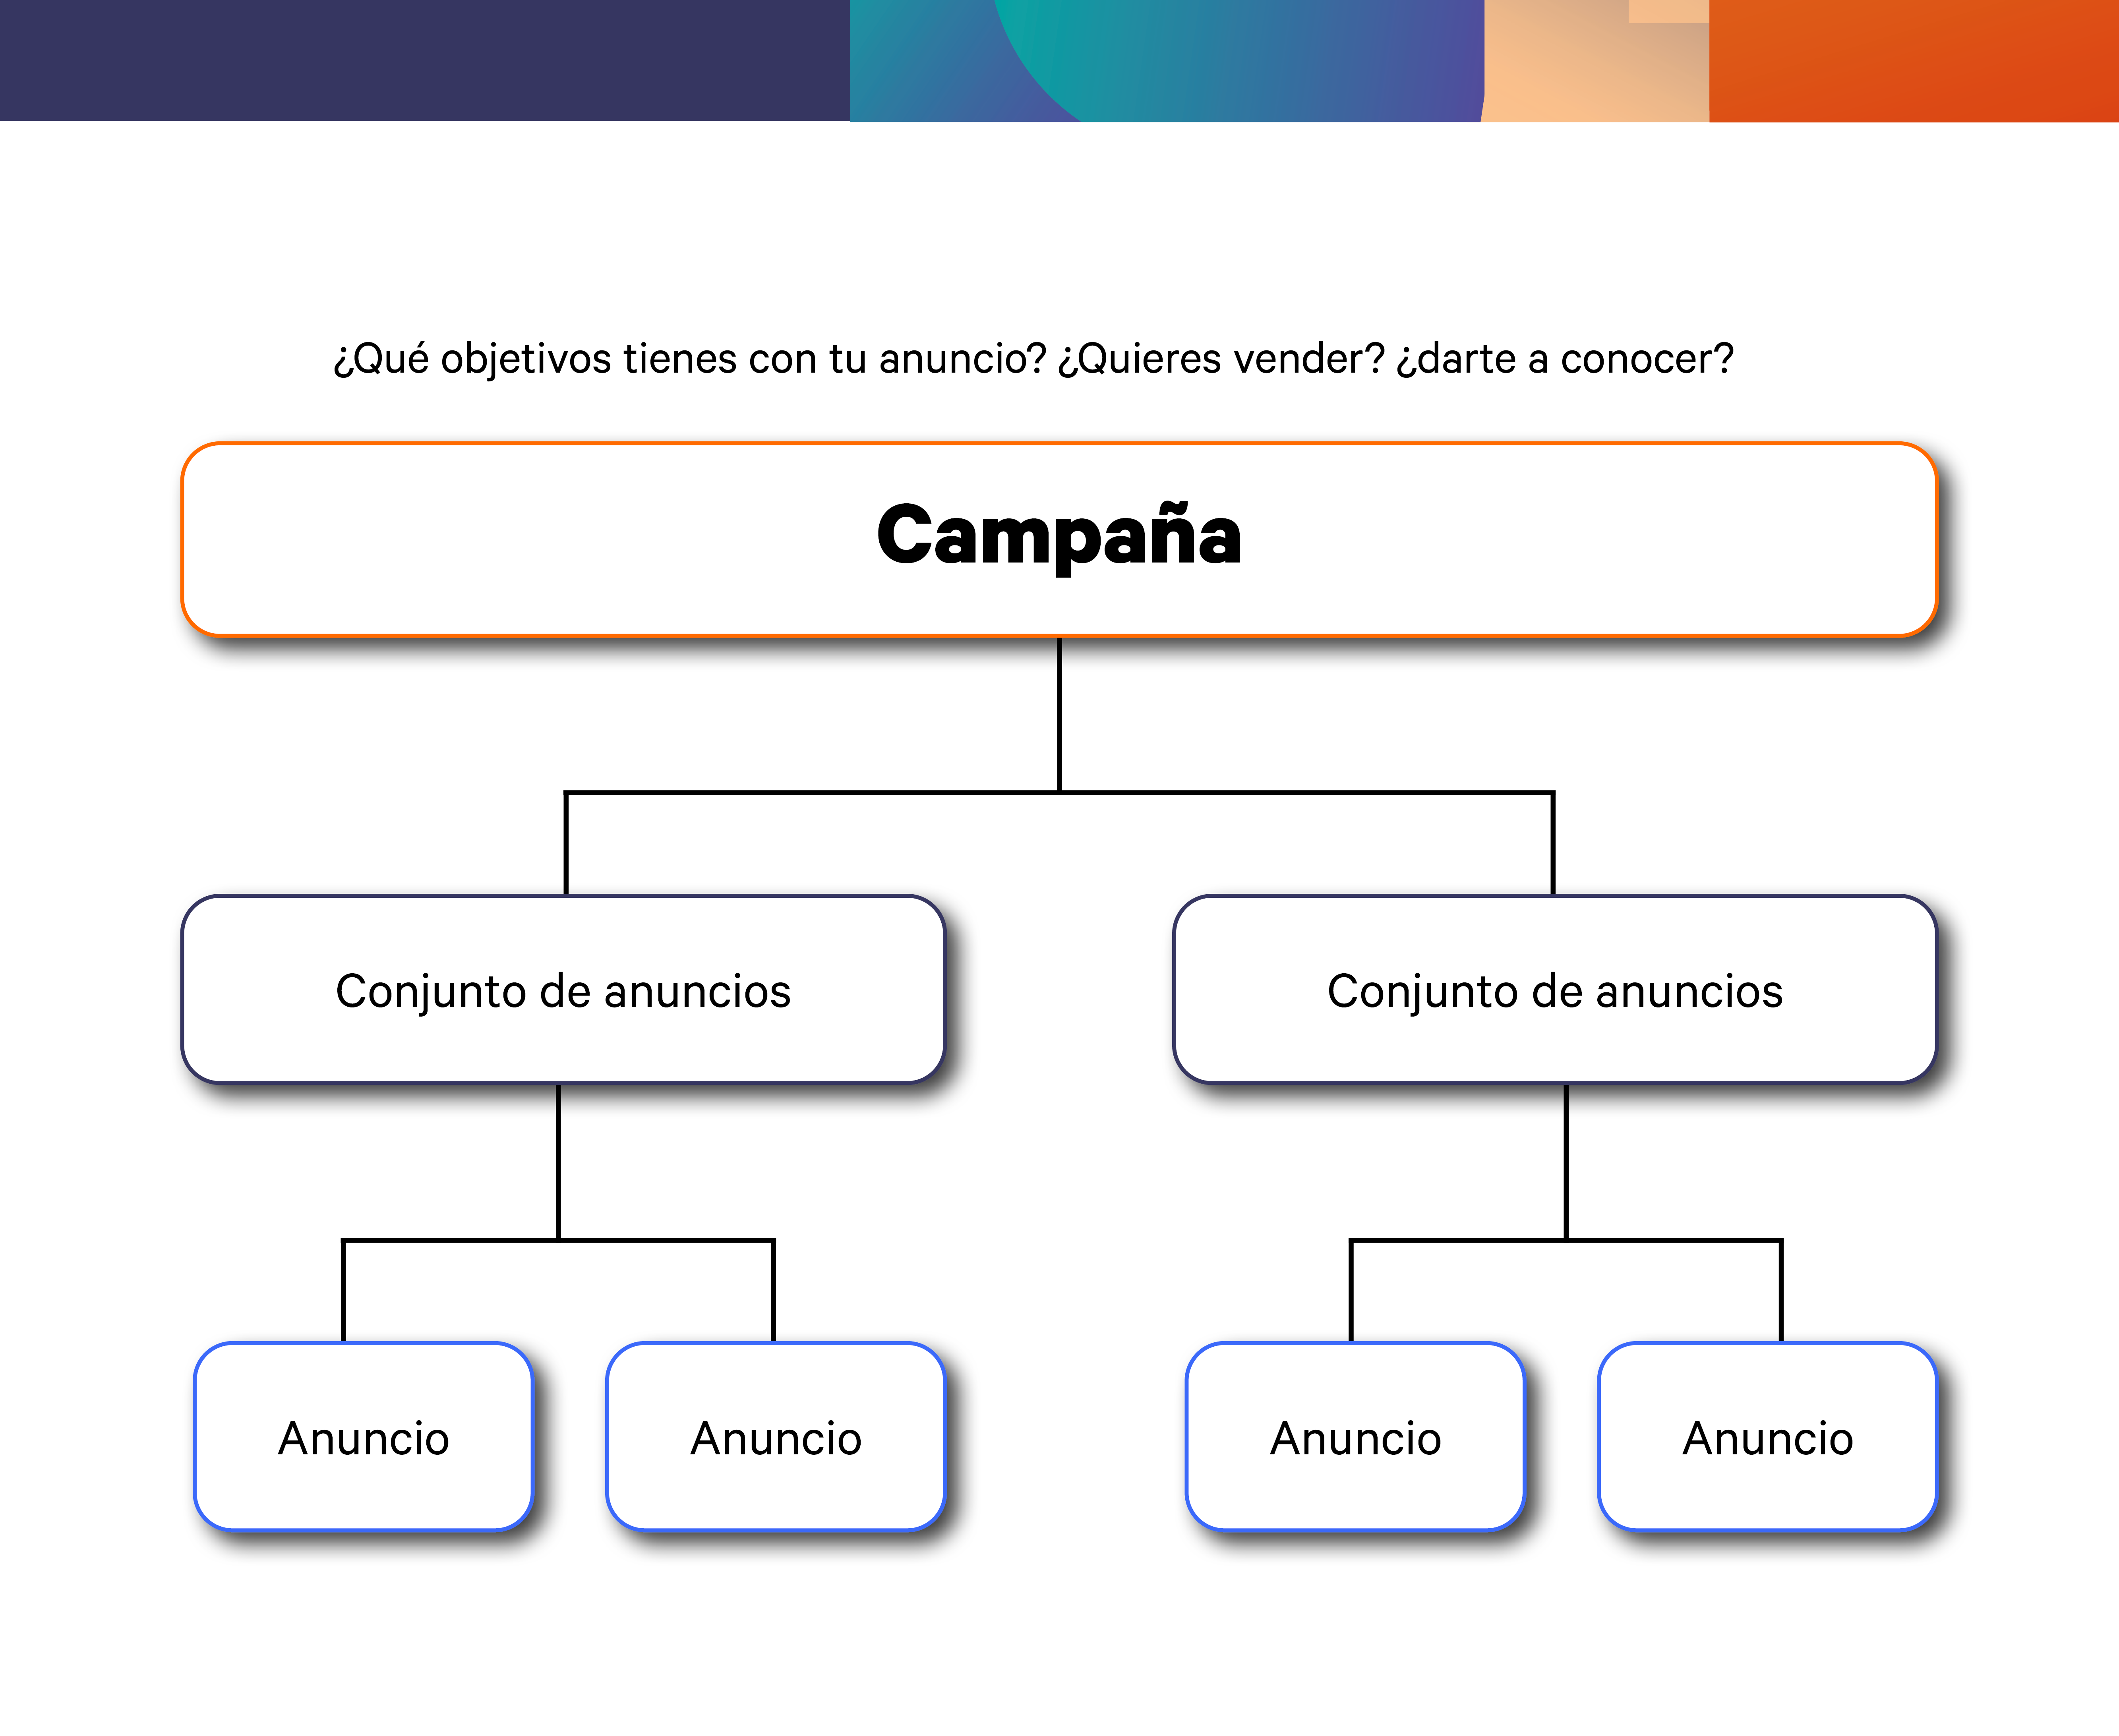 ¿Qué objetivos tienes con tu anuncio? ¿Quieres vender? ¿darte a conocer?
Campaña
Conjunto de anuncios
Conjunto de anuncios
Anuncio
Anuncio
Anuncio
Anuncio